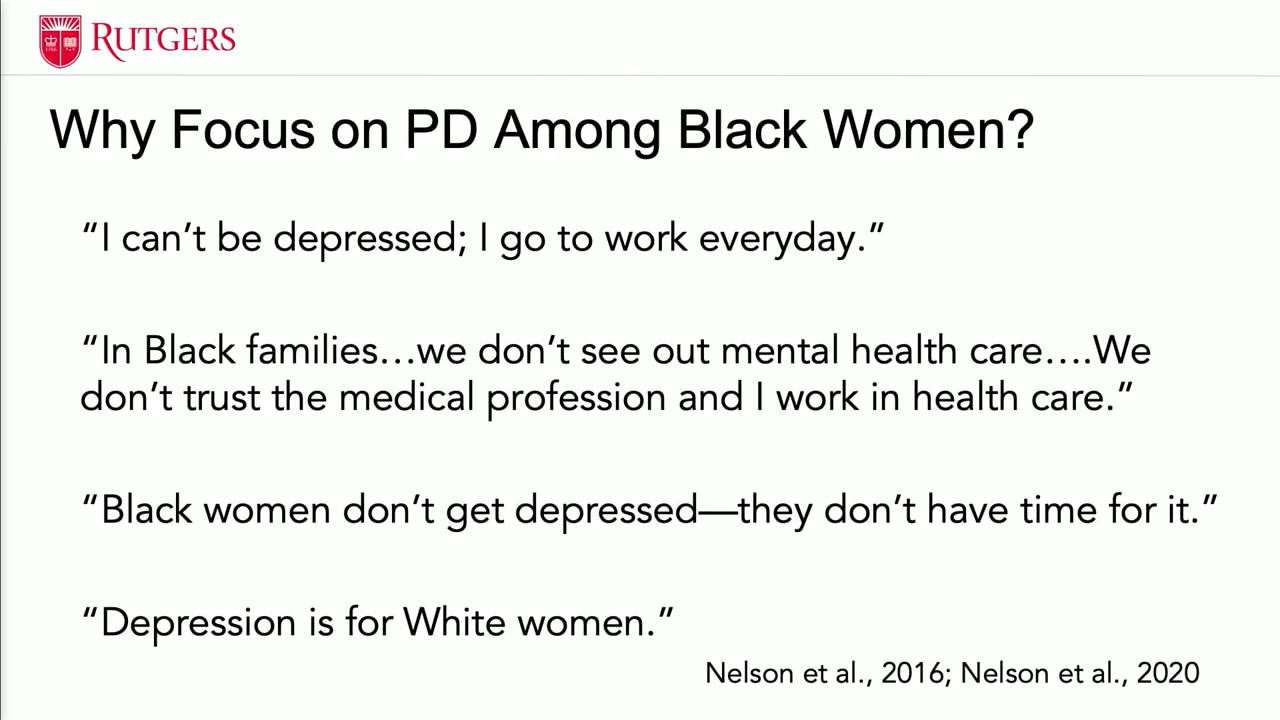 RUTGERS
Why Focus on PD Among Black Women?
“I can’t be depressed; I go to work everyday.”
“In Black families…we don’t see out mental health care….We
don’t trust the medical profession and I work in health care.”
“Black women don’t get depressed—they don’t have time for it.”
“Depression is for White women.”
Nelson et al., 2016; Nelson et al., 2020